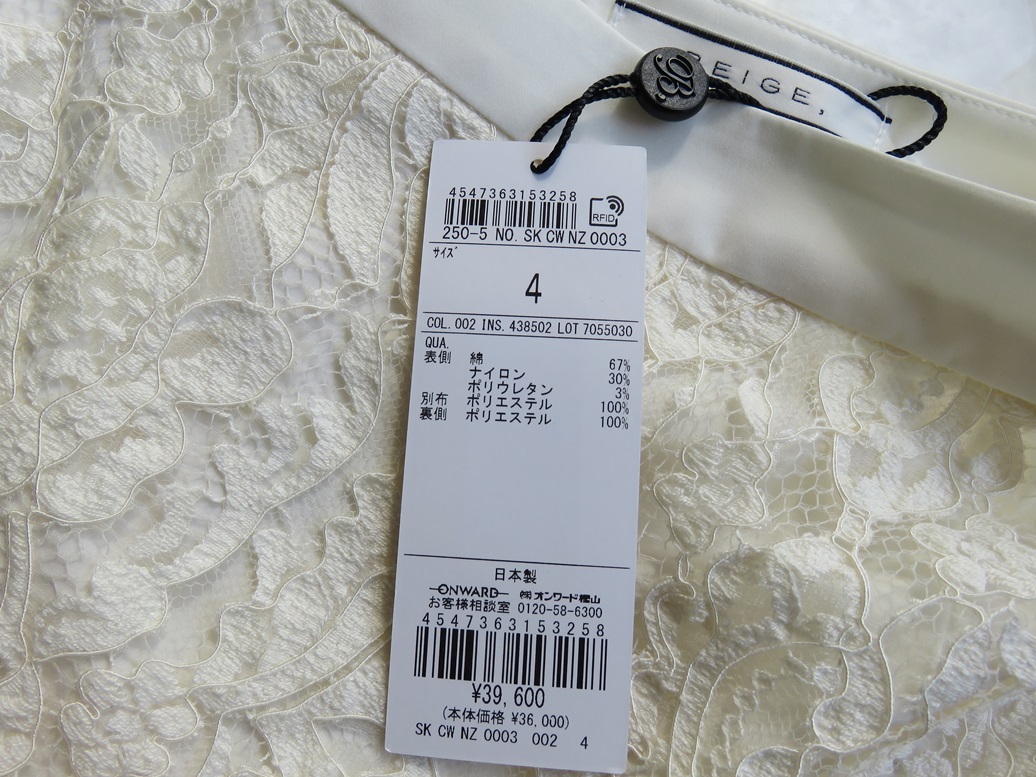 BEIGE,
4547363153258
RFID
250-5 NO. SK CW NZ 0003
サイズ
4
COL. 002 INS. 438502 LOT 7055030
QUA.
表側 綿 67%
ナイロン 30%
ポリウレタン 3%
別布 ポリエステル 100%
裏側 ポリエステル 100%
日本製
ONWARD ㈱オンワード樫山
お客様相談室 0120-58-6300
4547363153258
¥39,600
(本体価格 ¥36,000)
SK CW NZ 0003 002 4